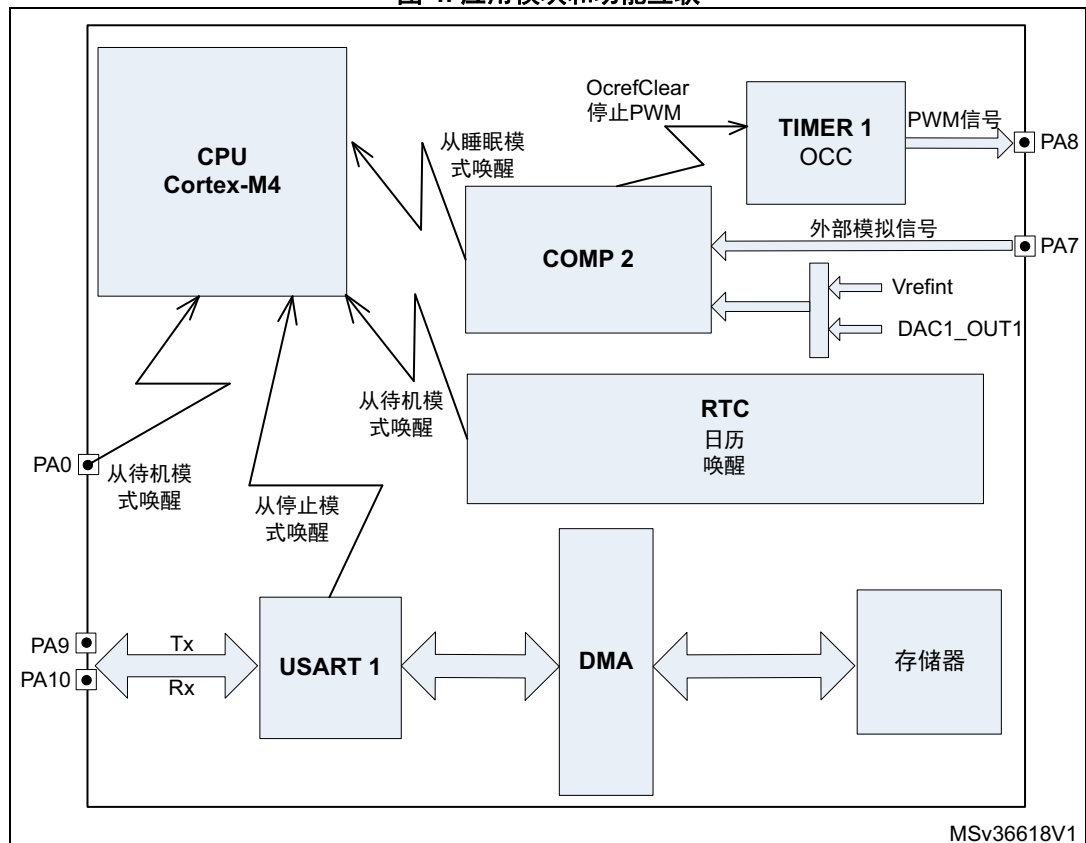 CPU
Cortex-M4
OcrefClear
停止PWM
TIMER 1
OCC
PWM信号
PA8
从睡眠模
式唤醒
COMP 2
外部模拟信号
PA7
Vrefint
DAC1_OUT1
从待机模
式唤醒
RTC
日历
唤醒
PA0
从待机模
式唤醒
从停止模
式唤醒
PA9
PA10
Tx
Rx
USART 1
DMA
存储器
MSv36618V1